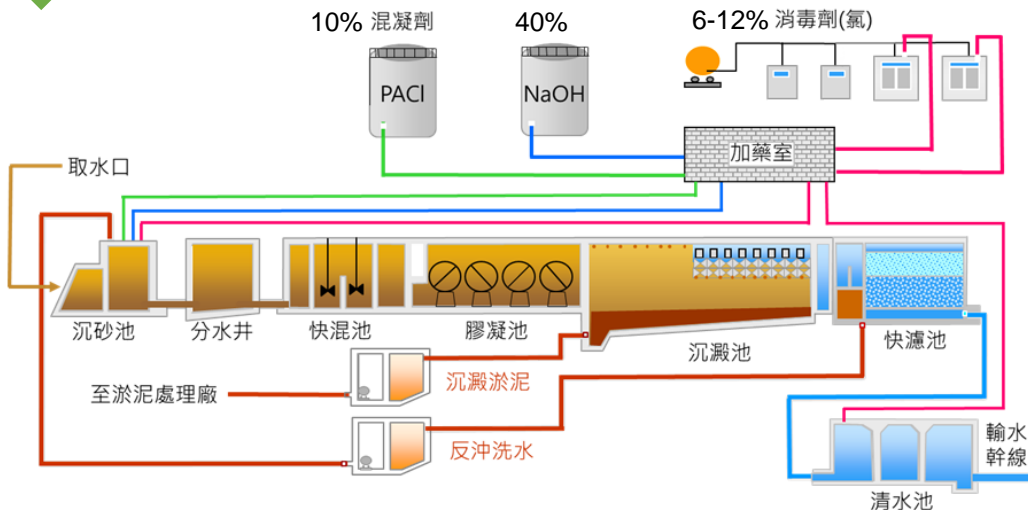 10% 混凝劑
40%
6-12% 消毒劑(氯)
PACl
NaOH
加藥室
取水口
沉砂池
分水井
快混池
膠凝池
沉澱池
快濾池
沉澱淤泥
至淤泥處理廠
反沖洗水
輸水
幹線
清水池